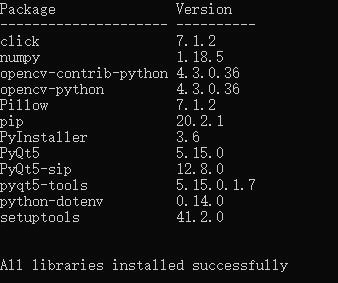 Package Version
--------------------- ----------
click 7.1.2
numpy 1.18.5
opencv-contrib-python 4.3.0.36
opencv-python 4.3.0.36
Pillow 7.1.2
pip 20.2.1
PyInstaller 3.6
PyQt5 5.15.0
PyQt5-sip 12.8.0
pyqt5-tools 5.15.0.1.7
python-dotenv 0.14.0
setuptools 41.2.0
All libraries installed successfully